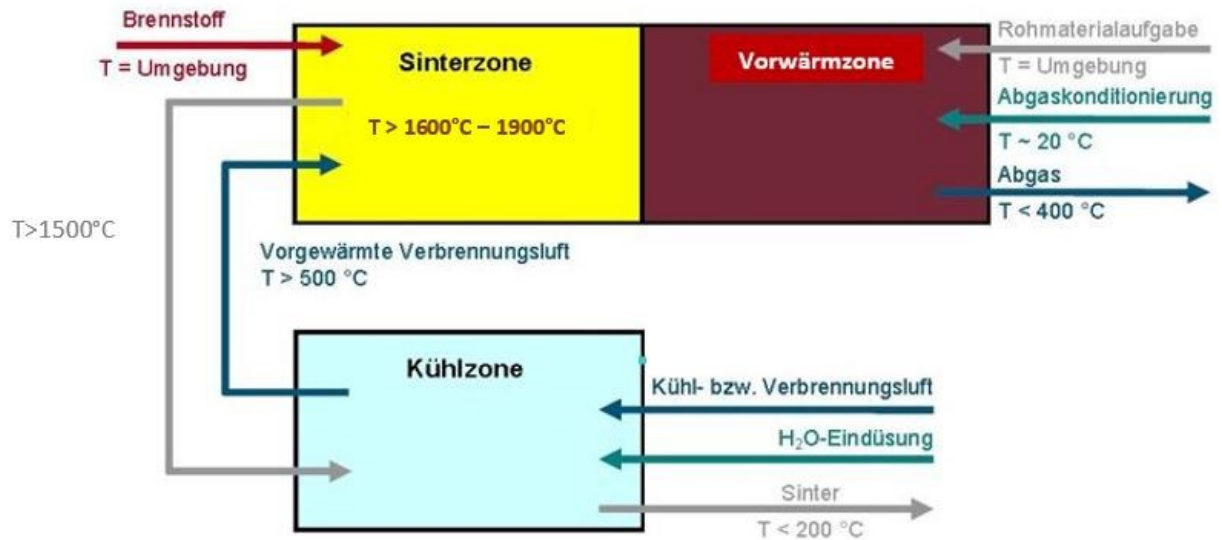 Brennstoff
T = Umgebung
Sinterzone
T > 1600°C – 1900°C
Vorwärmzone
Rohmaterialaufgabe
T = Umgebung
Abgaskonditionierung
T ~ 20 °C
Abgas
T < 400 °C
T>1500°C
Vorgewärmte Verbrennungsluft
T > 500 °C
Kühlzone
Kühl- bzw. Verbrennungsluft
H₂O-Eindüsung
Sinter
T < 200 °C